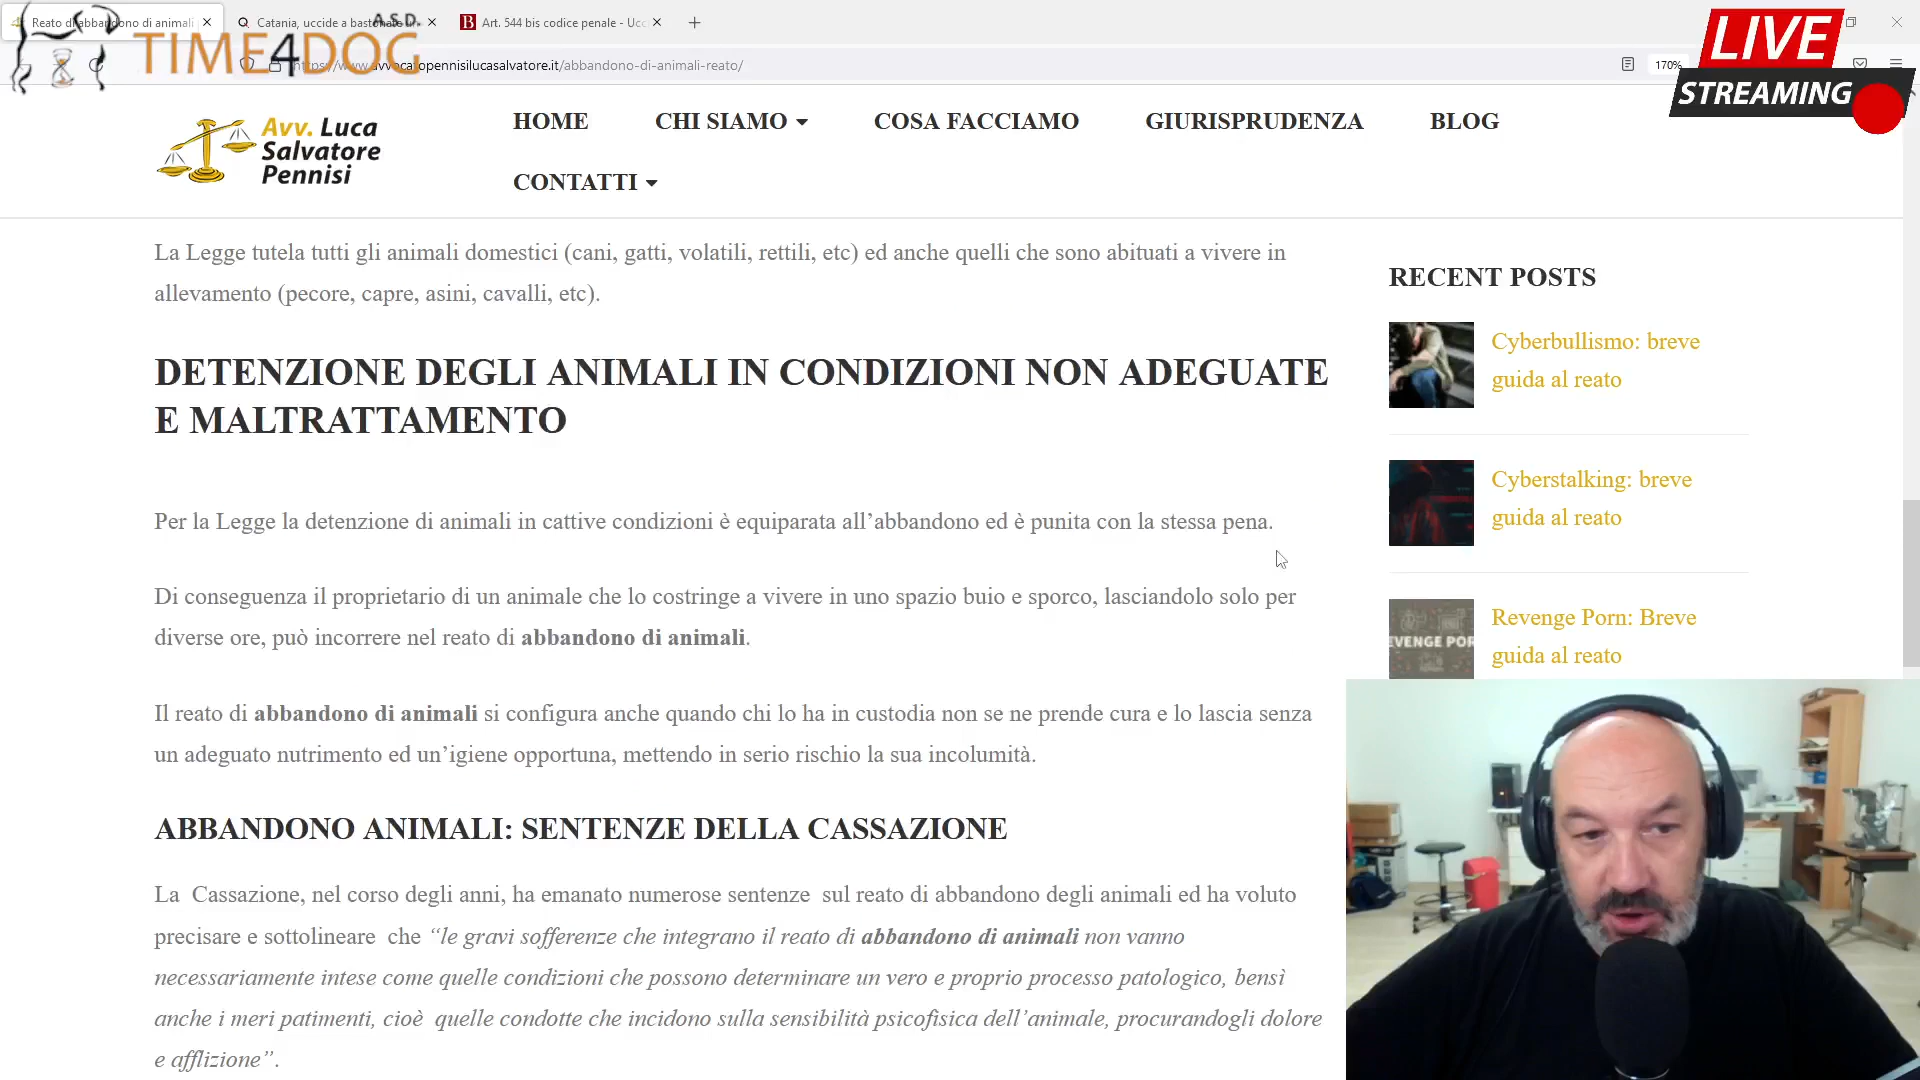 Reato di abbandono di animali
Catania, uccide a bastonate un
Art. 544 bis codice penale - Ucc
A.S.D.
TIME4DOG
https://www.avvocatopennisilucasalvatore.it/abbandono-di-animali-reato/
170%
LIVE
STREAMING
Avv. Luca
Salvatore
Pennisi
HOME
CHI SIAMO
COSA FACCIAMO
GIURISPRUDENZA
BLOG
CONTATTI
La Legge tutela tutti gli animali domestici (cani, gatti, volatili, rettili, etc) ed anche quelli che sono abituati a vivere in
allevamento (pecore, capre, asini, cavalli, etc).
DETENZIONE DEGLI ANIMALI IN CONDIZIONI NON ADEGUATE
E MALTRATTAMENTO
Per la Legge la detenzione di animali in cattive condizioni è equiparata all’abbandono ed è punita con la stessa pena.
Di conseguenza il proprietario di un animale che lo costringe a vivere in uno spazio buio e sporco, lasciandolo solo per
diverse ore, può incorrere nel reato di abbandono di animali.
Il reato di abbandono di animali si configura anche quando chi lo ha in custodia non se ne prende cura e lo lascia senza
un adeguato nutrimento ed un’igiene opportuna, mettendo in serio rischio la sua incolumità.
ABBANDONO ANIMALI: SENTENZE DELLA CASSAZIONE
La Cassazione, nel corso degli anni, ha emanato numerose sentenze sul reato di abbandono degli animali ed ha voluto
precisare e sottolineare che “le gravi sofferenze che integrano il reato di abbandono di animali non vanno
necessariamente intese come quelle condizioni che possono determinare un vero e proprio processo patologico, bensì
anche i meri patimenti, cioè quelle condotte che incidono sulla sensibilità psicofisica dell’animale, procurandogli dolore
e afflizione”.
RECENT POSTS
Cyberbullismo: breve
guida al reato
Cyberstalking: breve
guida al reato
Revenge Porn: Breve
guida al reato